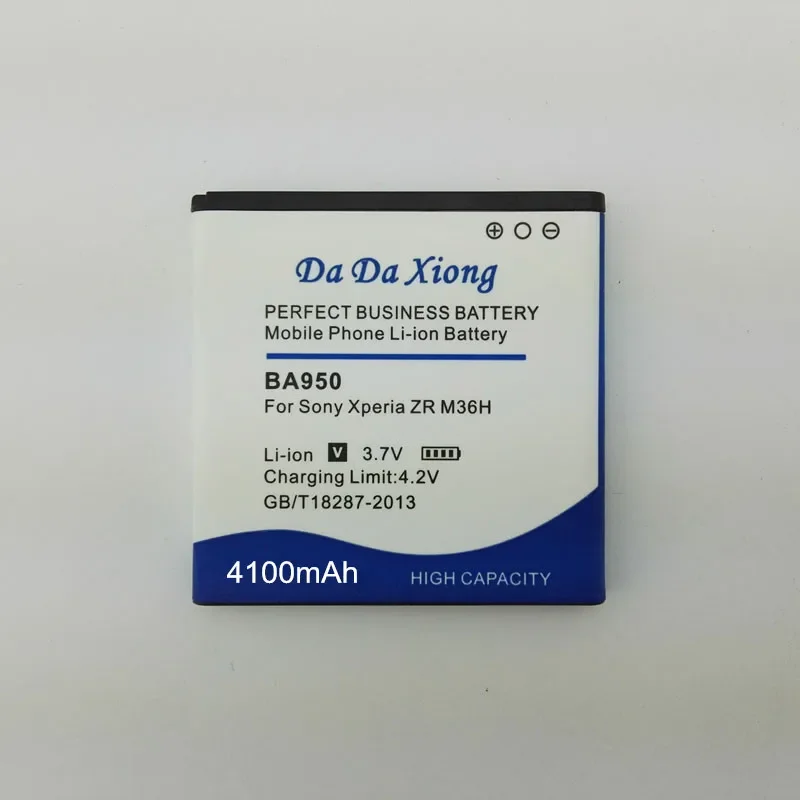 ⊕ ○ ⊖
Da Da Xiong
PERFECT BUSINESS BATTERY
Mobile Phone Li-ion Battery
BA950
For Sony Xperia ZR M36H
Li-ion V 3.7V
Charging Limit:4.2V
GB/T18287-2013
4100mAh HIGH CAPACITY